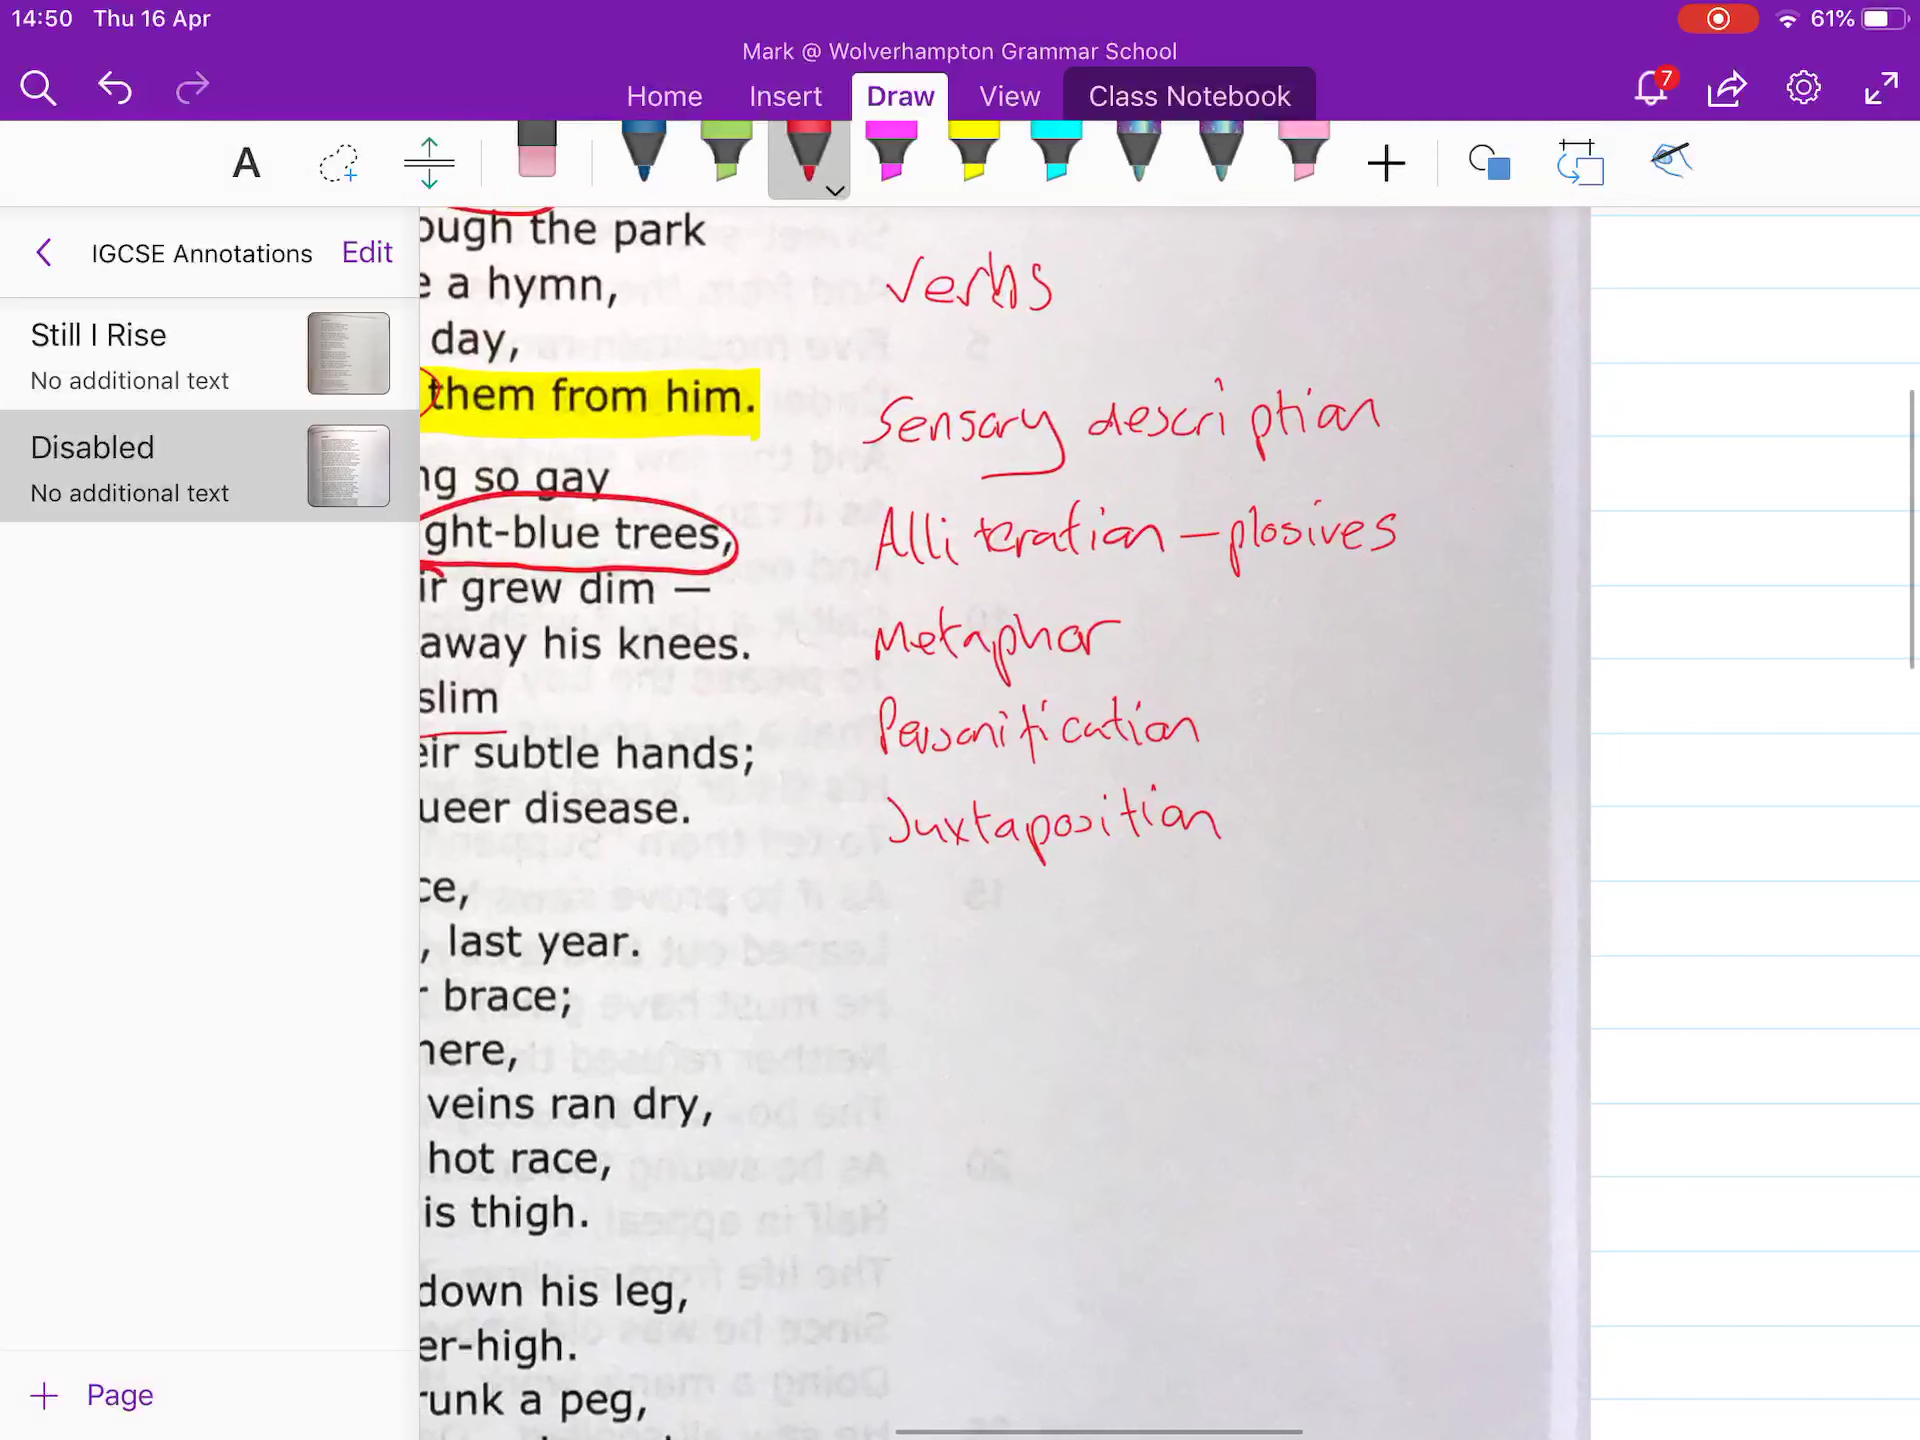 14:50 Thu 16 Apr
61%
Mark @ Wolverhampton Grammar School
Home Insert Draw View Class Notebook
7
A
IGCSE Annotations Edit
Still I Rise
No additional text
Disabled
No additional text
Page
ough the park
e a hymn,
day,
them from him.
ng so gay
ght-blue trees,
ir grew dim —
away his knees.
slim
eir subtle hands;
ueer disease.
ce,
, last year.
r brace;
here,
veins ran dry,
hot race,
is thigh.
down his leg,
er-high.
runk a peg,
Verbs
Sensary description
Alliteration - plosives
Metaphor
Personification
Juxtaposition